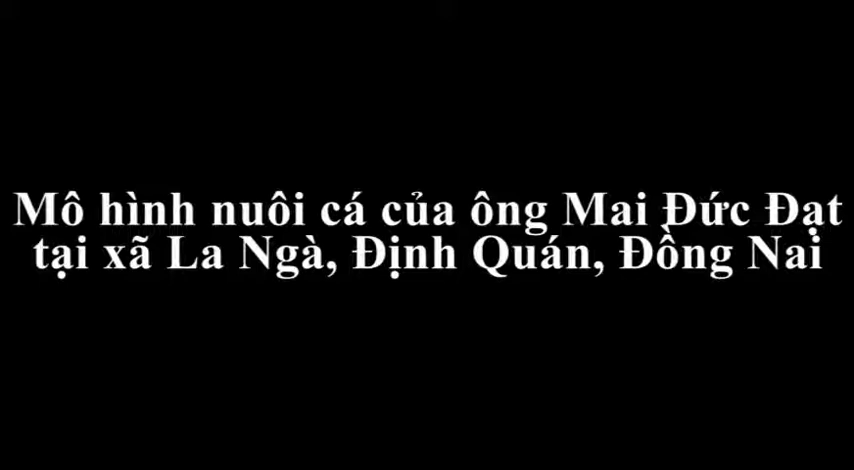 Mô hình nuôi cá của ông Mai Đức Đạt
tại xã La Ngà, Định Quán, Đồng Nai